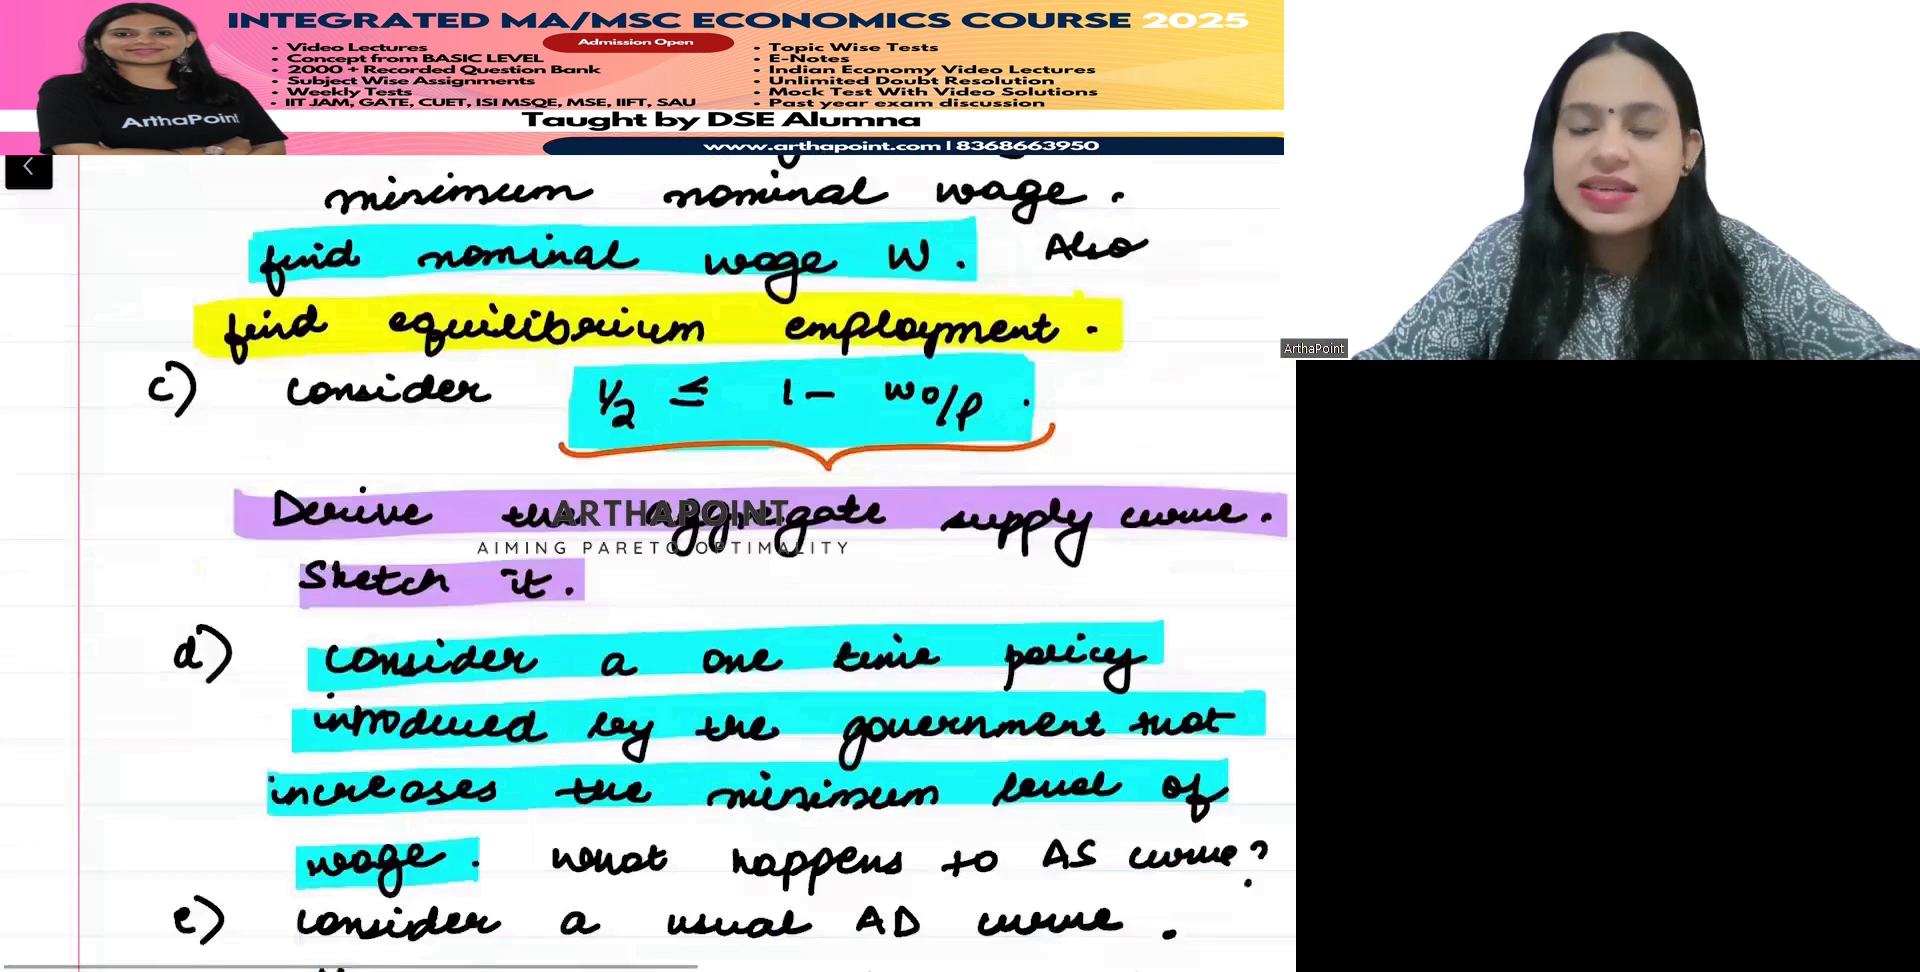 INTEGRATED MA/MSC ECONOMICS COURSE 2025
Admission Open
• Video Lectures
• Concept from BASIC LEVEL
• 2000 + Recorded Question Bank
• Subject Wise Assignments
• Weekly Tests
• IIT JAM, GATE, CUET, ISI MSQE, MSE, IIFT, SAU
• Topic Wise Tests
• E-Notes
• Indian Economy Video Lectures
• Unlimited Doubt Resolution
• Mock Test With Video Solutions
• Past year exam discussion
ArthaPoint
Taught by DSE Alumna
www.arthapoint.com | 8368663950
minimum nominal wage.
find nominal wage W. Also
find equilibrium employment.
c) consider 1/2 ≤ 1 - W0/P.
Derive the aggregate supply curve.
ARTHAPOINT
AIMING PARETO OPTIMALITY
Sketch it.
d) consider a one time policy
introduced by the government that
increases the minimum level of
wage. what happens to AS curve?
e) consider a usual AD curve.
ArthaPoint